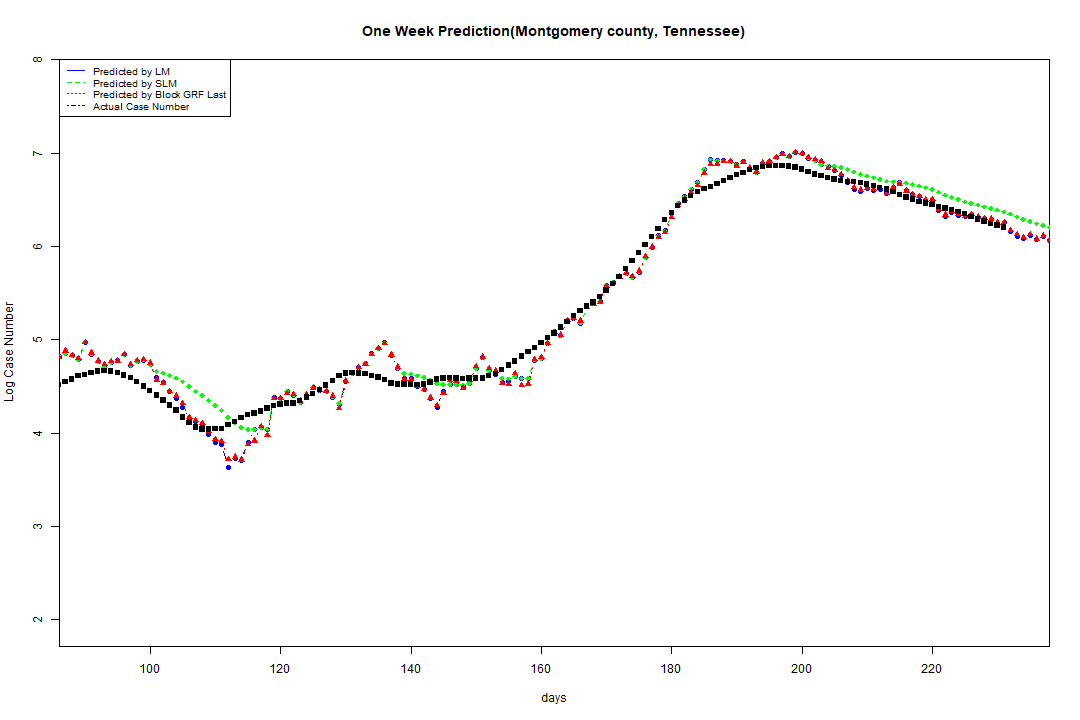 One Week Prediction(Montgomery county, Tennessee)
Predicted by LM
Predicted by SLM
Predicted by Block GRF Last
Actual Case Number
8
7
6
5
4
3
2
Log Case Number
100 120 140 160 180 200 220
days